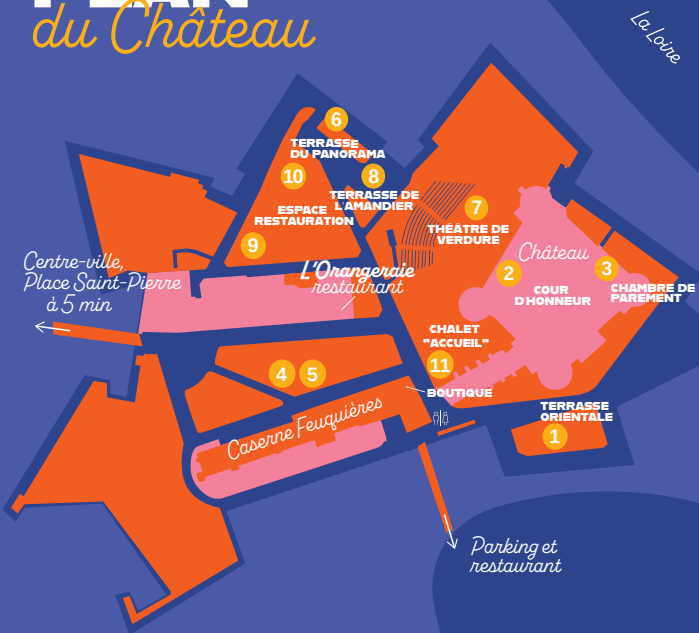 PLAN
du Château
La Loire
6
TERRASSE
DU PANORAMA
10
8
TERRASSE DE
L'AMANDIER
ESPACE
RESTAURATION
7
THÉÂTRE DE
VERDURE
9
Château
Centre-ville,
Place Saint-Pierre
à 5 min
L'Orangeraie
restaurant
2
3
COUR
D'HONNEUR
CHAMBRE DE
PAREMENT
CHALET
"ACCUEIL"
11
4 5
BOUTIQUE
Caserne Feuquières
TERRASSE
ORIENTALE
1
Parking et
restaurant